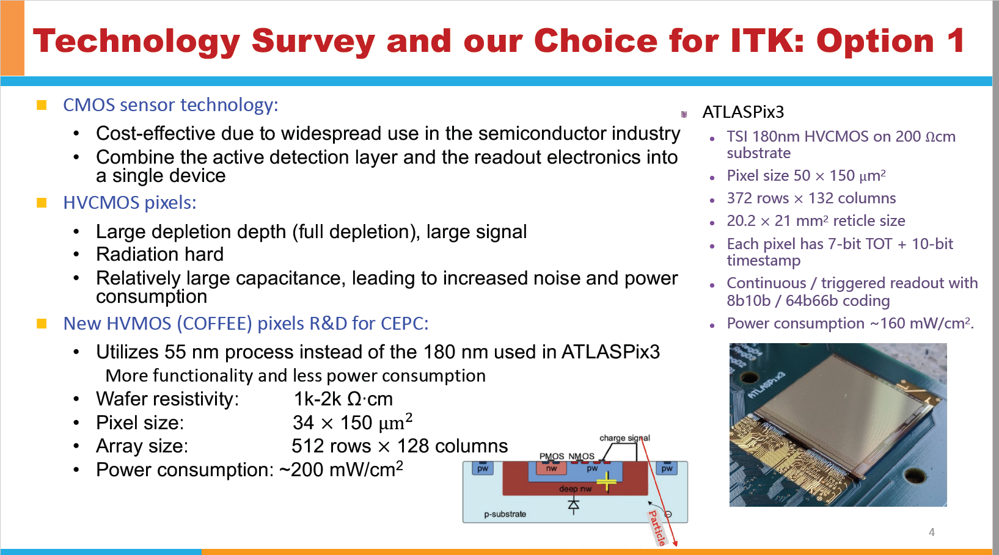 Technology Survey and our Choice for ITK: Option 1
CMOS sensor technology:
• Cost-effective due to widespread use in the semiconductor industry
• Combine the active detection layer and the readout electronics into
a single device
HVCMOS pixels:
• Large depletion depth (full depletion), large signal
• Radiation hard
• Relatively large capacitance, leading to increased noise and power
consumption
New HVMOS (COFFEE) pixels R&D for CEPC:
• Utilizes 55 nm process instead of the 180 nm used in ATLASPix3
More functionality and less power consumption
• Wafer resistivity: 1k-2k Ω·cm
• Pixel size: 34 × 150 μm²
• Array size: 512 rows × 128 columns
• Power consumption: ~200 mW/cm²
charge signal
PMOS NMOS
pw nw pw pw
deep nw
p-substrate
Particle
ATLASPix3
• TSI 180nm HVCMOS on 200 Ωcm
substrate
• Pixel size 50 × 150 μm²
• 372 rows × 132 columns
• 20.2 × 21 mm² reticle size
• Each pixel has 7-bit TOT + 10-bit
timestamp
• Continuous / triggered readout with
8b10b / 64b66b coding
• Power consumption ~160 mW/cm².
ATLASPix3
4